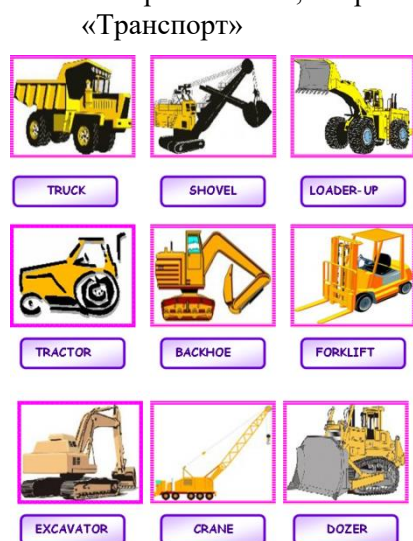 «Транспорт»
TRUCK SHOVEL LOADER-UP
TRACTOR BACKHOE FORKLIFT
EXCAVATOR CRANE DOZER